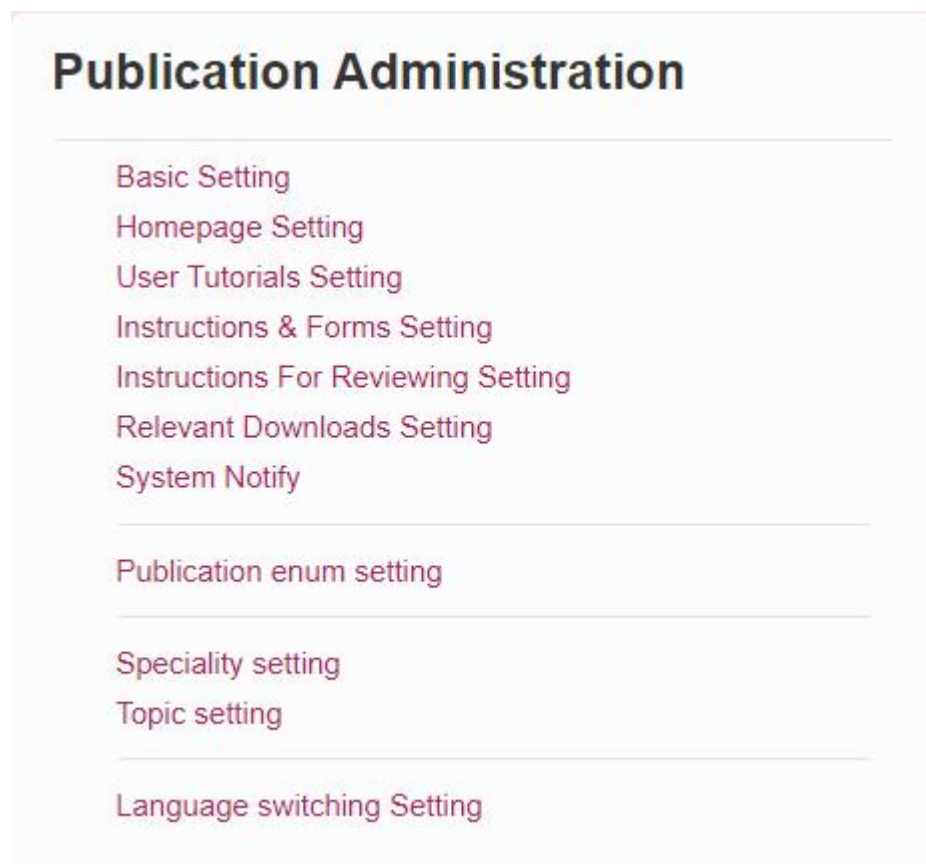 Publication Administration
Basic Setting
Homepage Setting
User Tutorials Setting
Instructions & Forms Setting
Instructions For Reviewing Setting
Relevant Downloads Setting
System Notify
Publication enum setting
Speciality setting
Topic setting
Language switching Setting